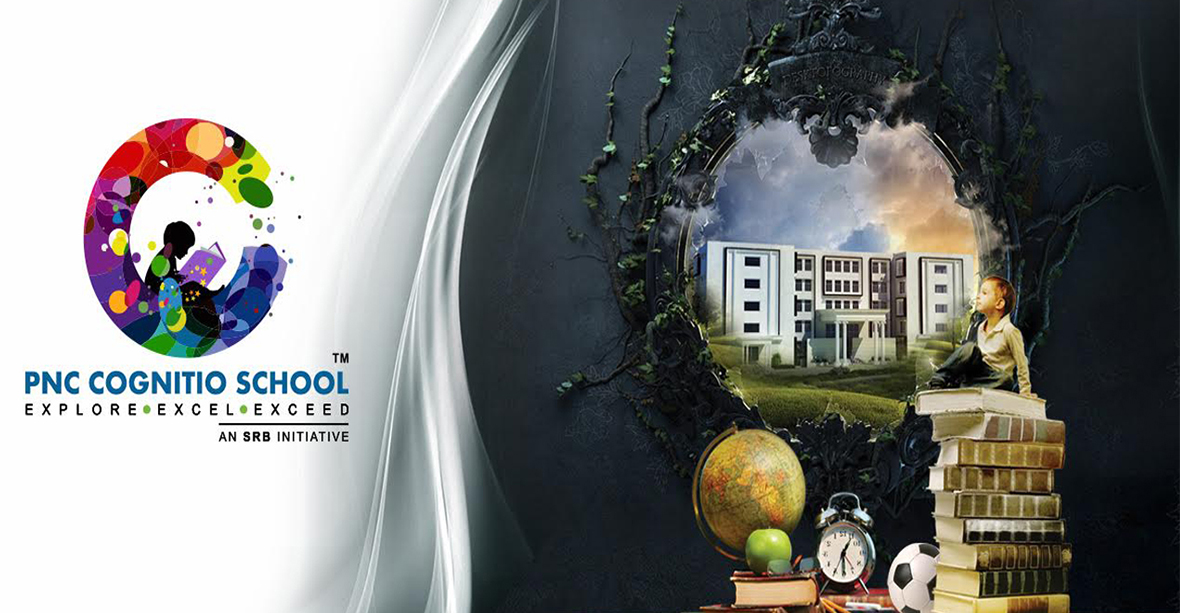 TM
PNC COGNITIO SCHOOL
EXPLORE•EXCEL•EXCEED
AN SRB INITIATIVE